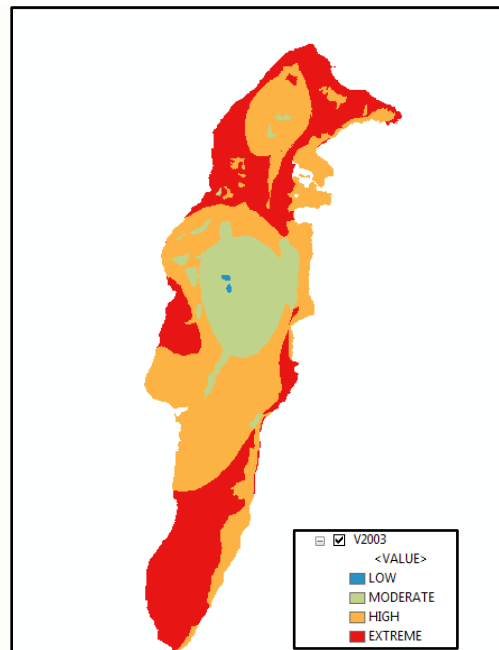 V2003
<VALUE>
LOW
MODERATE
HIGH
EXTREME